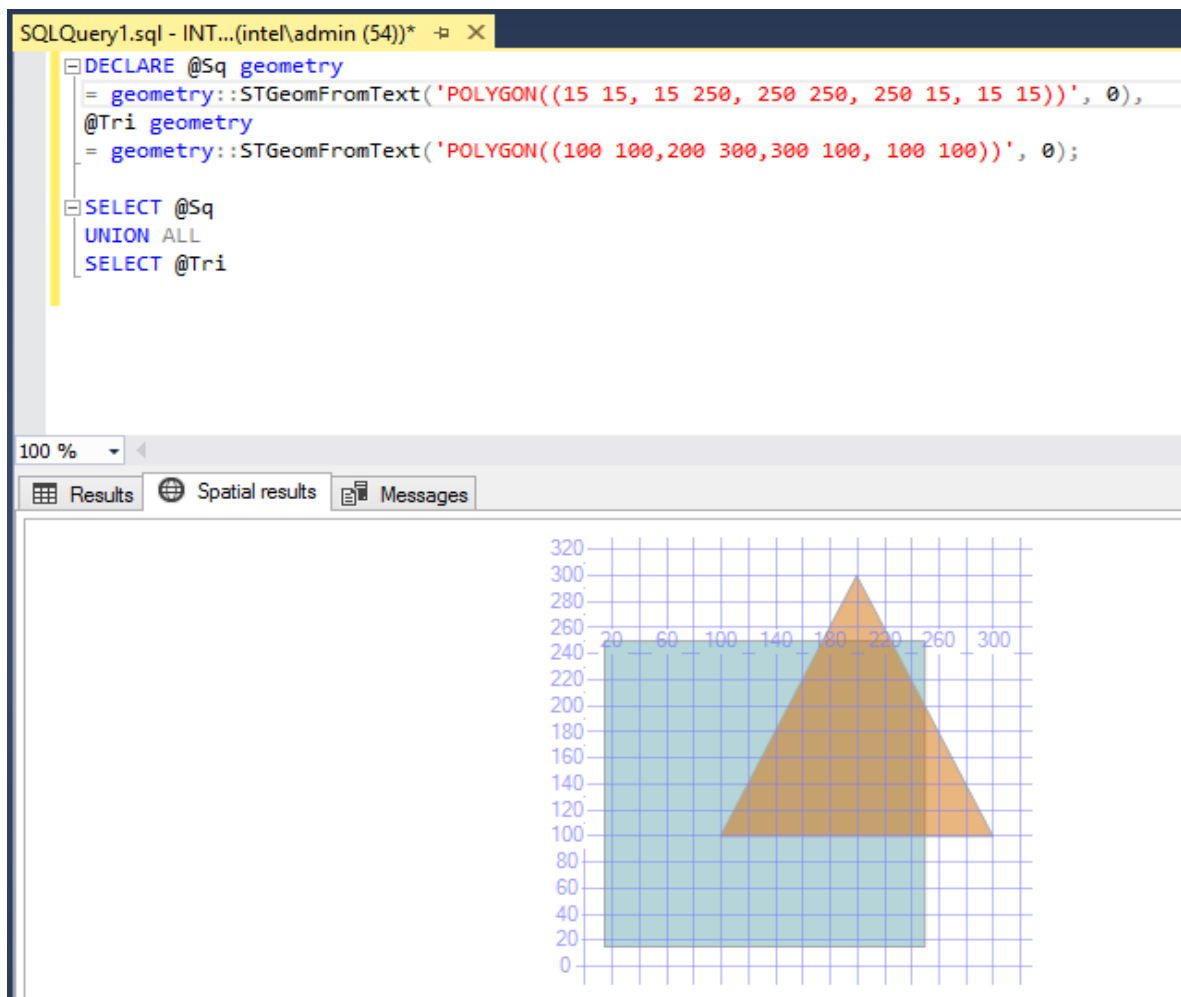 SQLQuery1.sql - INT...(intel\admin (54))*
DECLARE @Sq geometry
= geometry::STGeomFromText('POLYGON((15 15, 15 250, 250 250, 250 15, 15 15))', 0),
@Tri geometry
= geometry::STGeomFromText('POLYGON((100 100,200 300,300 100, 100 100))', 0);
SELECT @Sq
UNION ALL
SELECT @Tri
100 %
Results Spatial results Messages
320
300
280
260
20 60 100 140 180 220 260 300
240
220
200
180
160
140
120
100
80
60
40
20
0